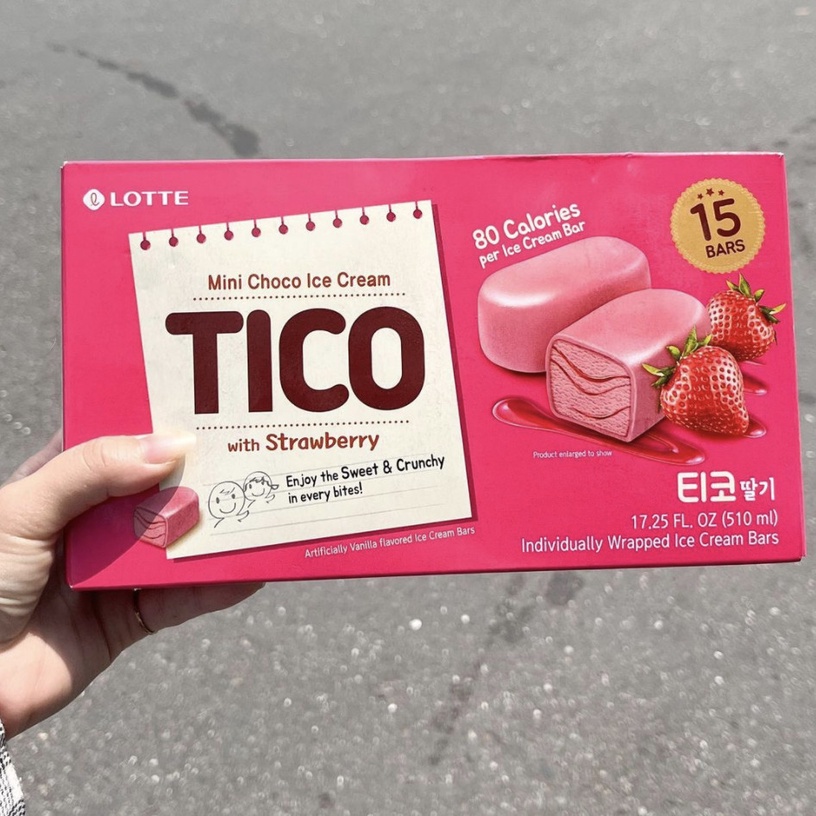 LOTTE
Mini Choco Ice Cream
TICO
with Strawberry
Enjoy the Sweet & Crunchy
in every bites!
Artificially Vanilla flavored Ice Cream Bars
80 Calories
per Ice Cream Bar
15
BARS
Product enlarged to show
티코 딸기
17.25 FL. OZ (510 ml)
Individually Wrapped Ice Cream Bars